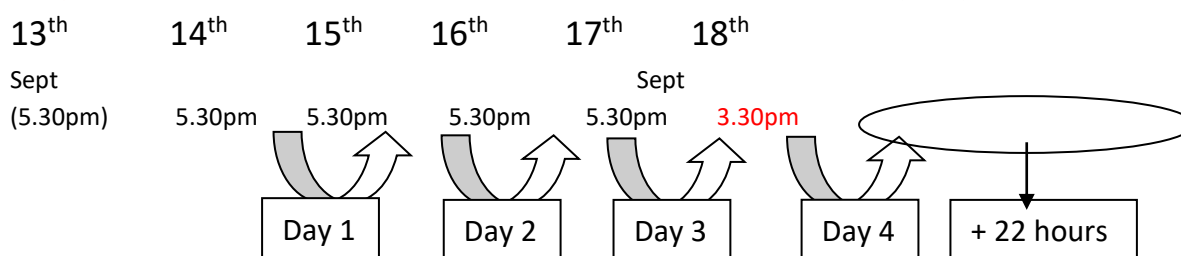 13th 14th 15th 16th 17th 18th
Sept Sept
(5.30pm) 5.30pm 5.30pm 5.30pm 5.30pm 3.30pm
Day 1 Day 2 Day 3 Day 4 + 22 hours